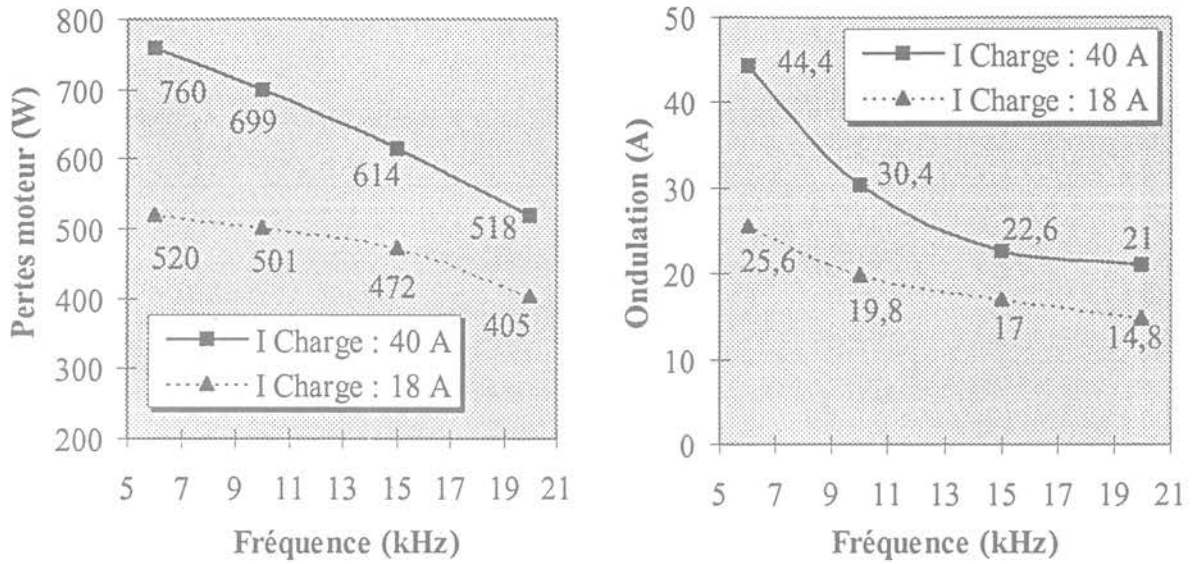 Pertes moteur (W)
800
700
600
500
400
300
200
760
699
614
518
520
501
472
405
I Charge : 40 A
I Charge : 18 A
5 7 9 11 13 15 17 19 21
Fréquence (kHz)
Ondulation (A)
50
40
30
20
10
0
I Charge : 40 A
I Charge : 18 A
44,4
30,4
22,6
21
25,6
19,8
17
14,8
5 7 9 11 13 15 17 19 21
Fréquence (kHz)